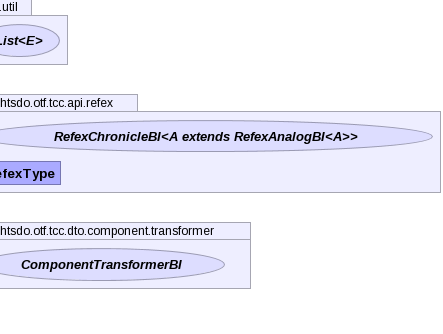 .util
List<E>
htsdo.otf.tcc.api.refex
RefexChronicleBI<A extends RefexAnalogBI<A>>
efexType
htsdo.otf.tcc.dto.component.transformer
ComponentTransformerBI